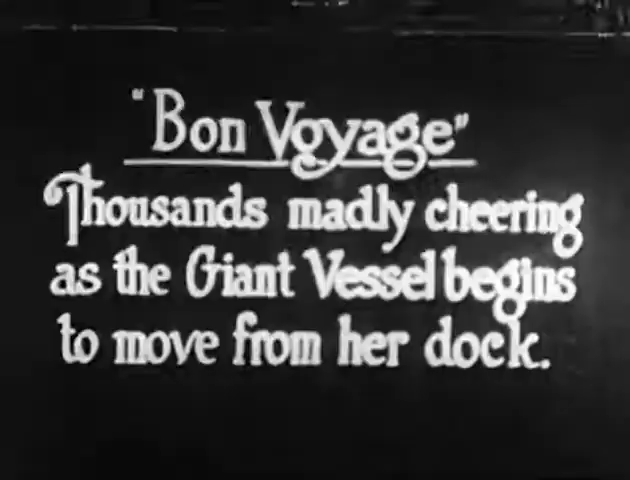 "Bon Voyage"
Thousands madly cheering
as the Giant Vessel begins
to move from her dock.